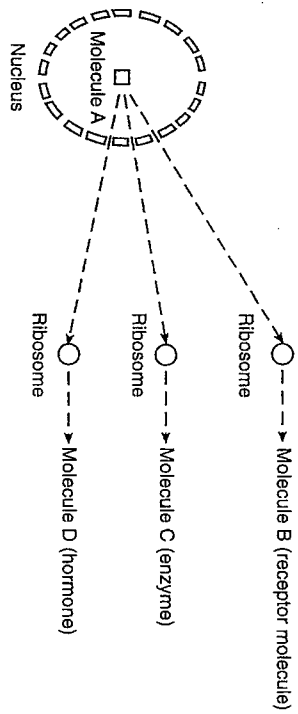 Molecule A
Nucleus
Ribosome
Molecule B (receptor molecule)
Ribosome
Molecule C (enzyme)
Ribosome
Molecule D (hormone)